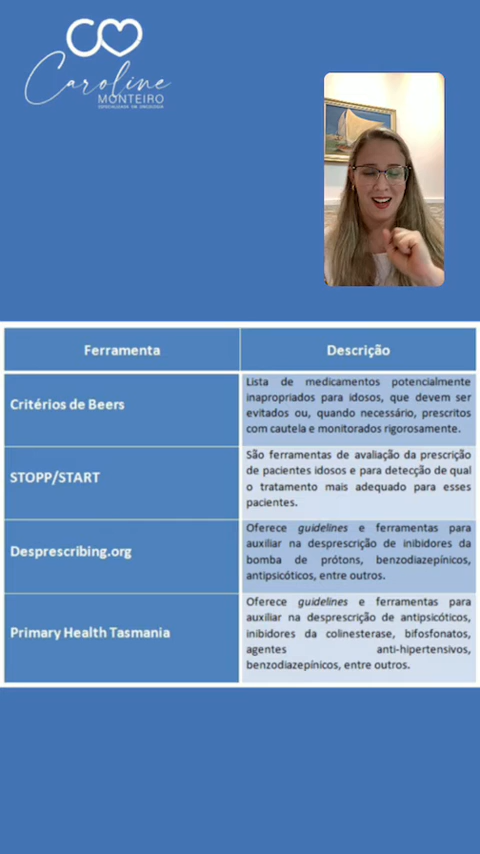 Caroline
MONTEIRO
Ferramenta
Descrição
Critérios de Beers
Lista de medicamentos potencialmente
inapropriados para idosos, que devem ser
evitados ou, quando necessário, prescritos
com cautela e monitorados rigorosamente.
STOPP/START
São ferramentas de avaliação da prescrição
de pacientes idosos e para detecção de qual
o tratamento mais adequado para esses
pacientes.
Desprescribing.org
Oferece guidelines e ferramentas para
auxiliar na desprescrição de inibidores da
bomba de prótons, benzodiazepínicos,
antipsicóticos, entre outros.
Primary Health Tasmania
Oferece guidelines e ferramentas para
auxiliar na desprescrição de antipsicóticos,
inibidores da colinesterase, bifosfonatos,
agentes anti-hipertensivos,
benzodiazepínicos, entre outros.